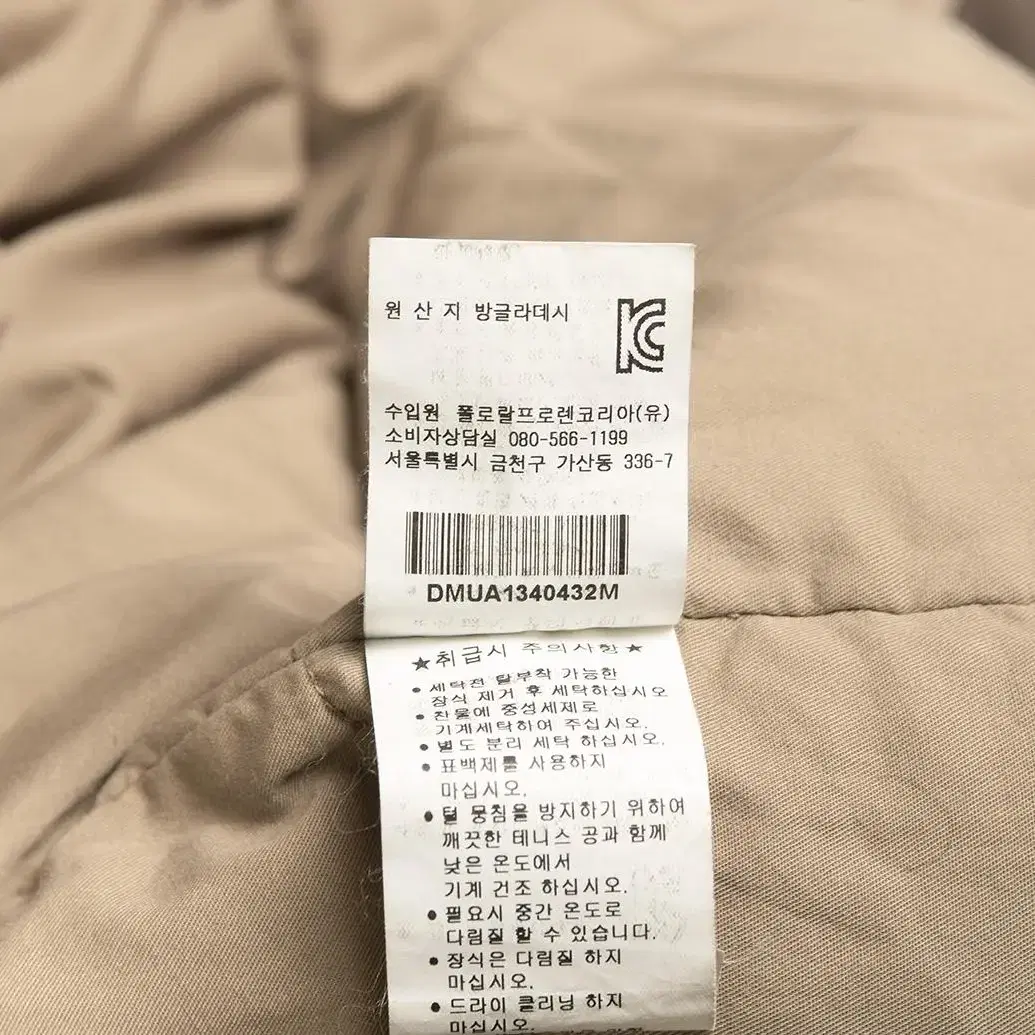 원 산 지 방글라데시
KC
수입원 폴로랄프로렌코리아(유)
소비자상담실 080-566-1199
서울특별시 금천구 가산동 336-7
DMUA1340432M
★취급시 주의사항★
• 세탁전 탈부착 가능한
장식 제거 후 세탁하십시오
• 찬물에 중성세제로
기계세탁하여 주십시오.
• 별도 분리 세탁 하십시오.
• 표백제를 사용하지
마십시오.
• 털 뭉침을 방지하기 위하여
깨끗한 테니스 공과 함께
낮은 온도에서
기계 건조 하십시오.
• 필요시 중간 온도로
다림질 할 수 있습니다.
• 장식은 다림질 하지
마십시오.
• 드라이 클리닝 하지
마십시오.